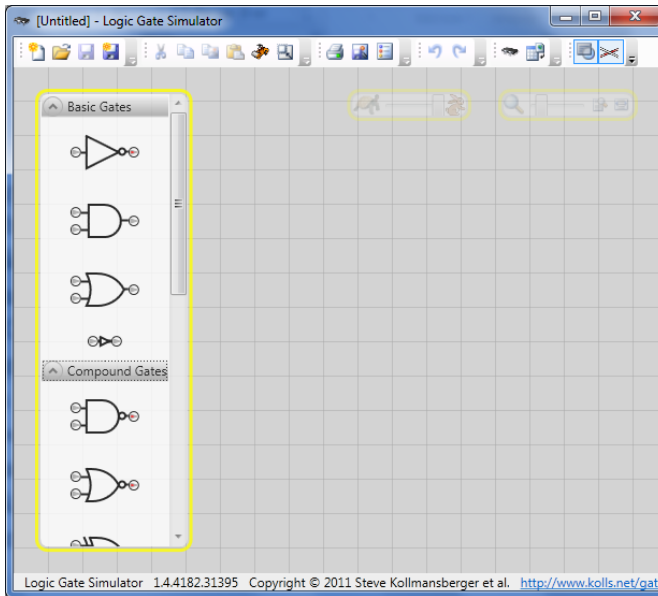 [Untitled] - Logic Gate Simulator
Basic Gates
Compound Gates
Logic Gate Simulator 1.4.4182.31395 Copyright © 2011 Steve Kollmansberger et al. http://www.kolls.net/gat